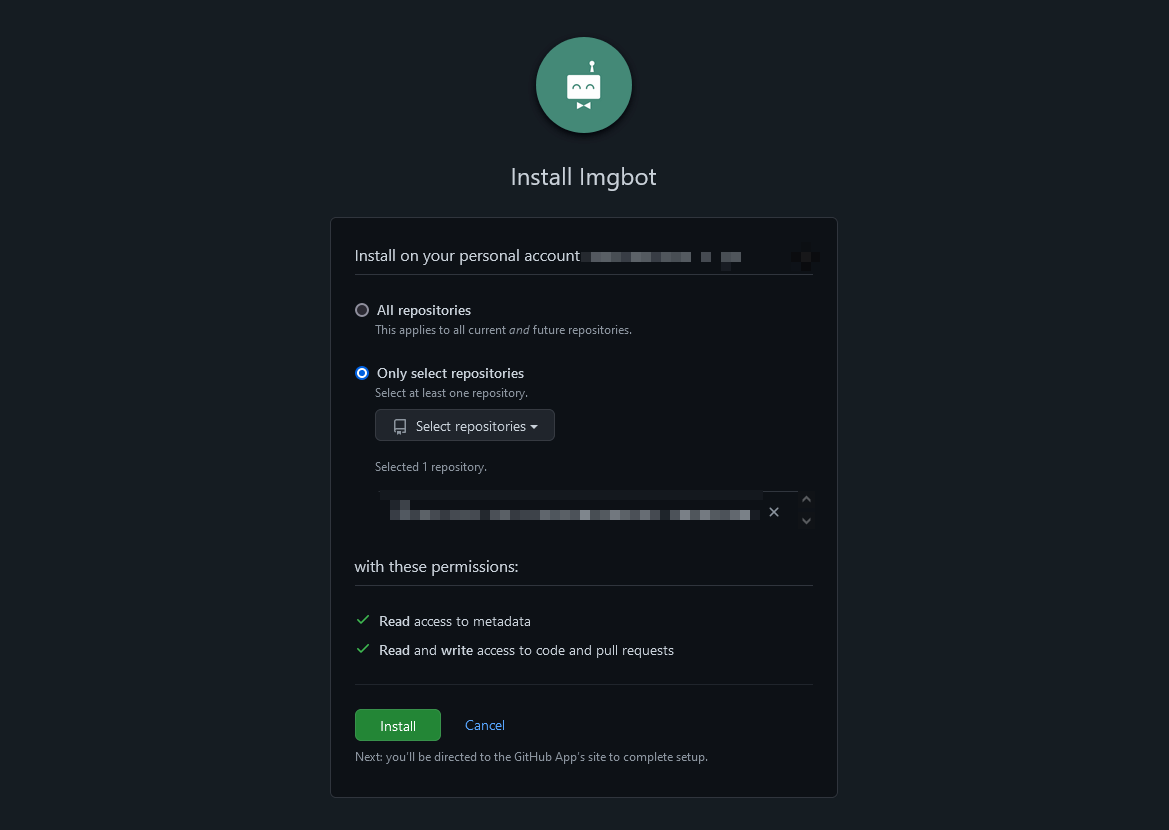 Install Imgbot
Install on your personal account
All repositories
This applies to all current and future repositories.
Only select repositories
Select at least one repository.
Select repositories
Selected 1 repository.
with these permissions:
Read access to metadata
Read and write access to code and pull requests
Install Cancel
Next: you'll be directed to the GitHub App's site to complete setup.